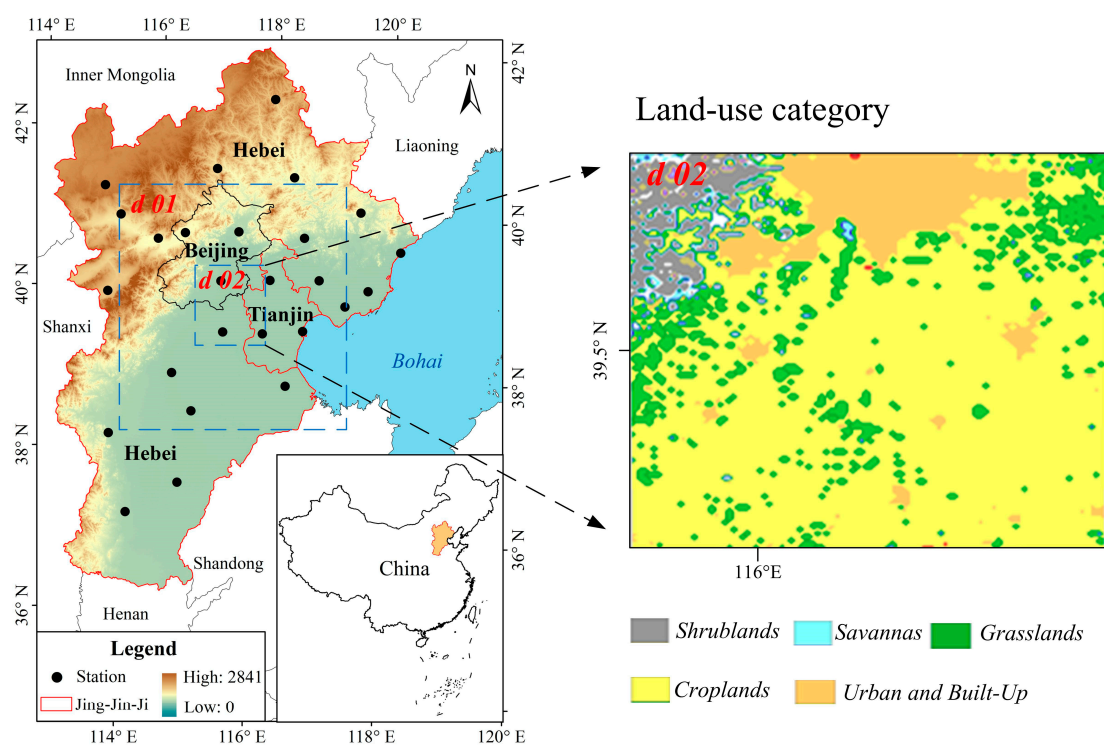 114° E
116° E
118° E
120° E
42° N
42° N
40° N
40° N
38° N
38° N
36° N
36° N
Inner Mongolia
N
Liaoning
Hebei
d 01
Beijing
d 02
Tianjin
Shanxi
Bohai
Hebei
Shandong
Henan
China
Legend
Station
High: 2841
Jing-Jin-Ji
Low: 0
114° E
116° E
118° E
120° E
Land-use category
d 02
39.5° N
116°E
Shrublands
Savannas
Grasslands
Croplands
Urban and Built-Up